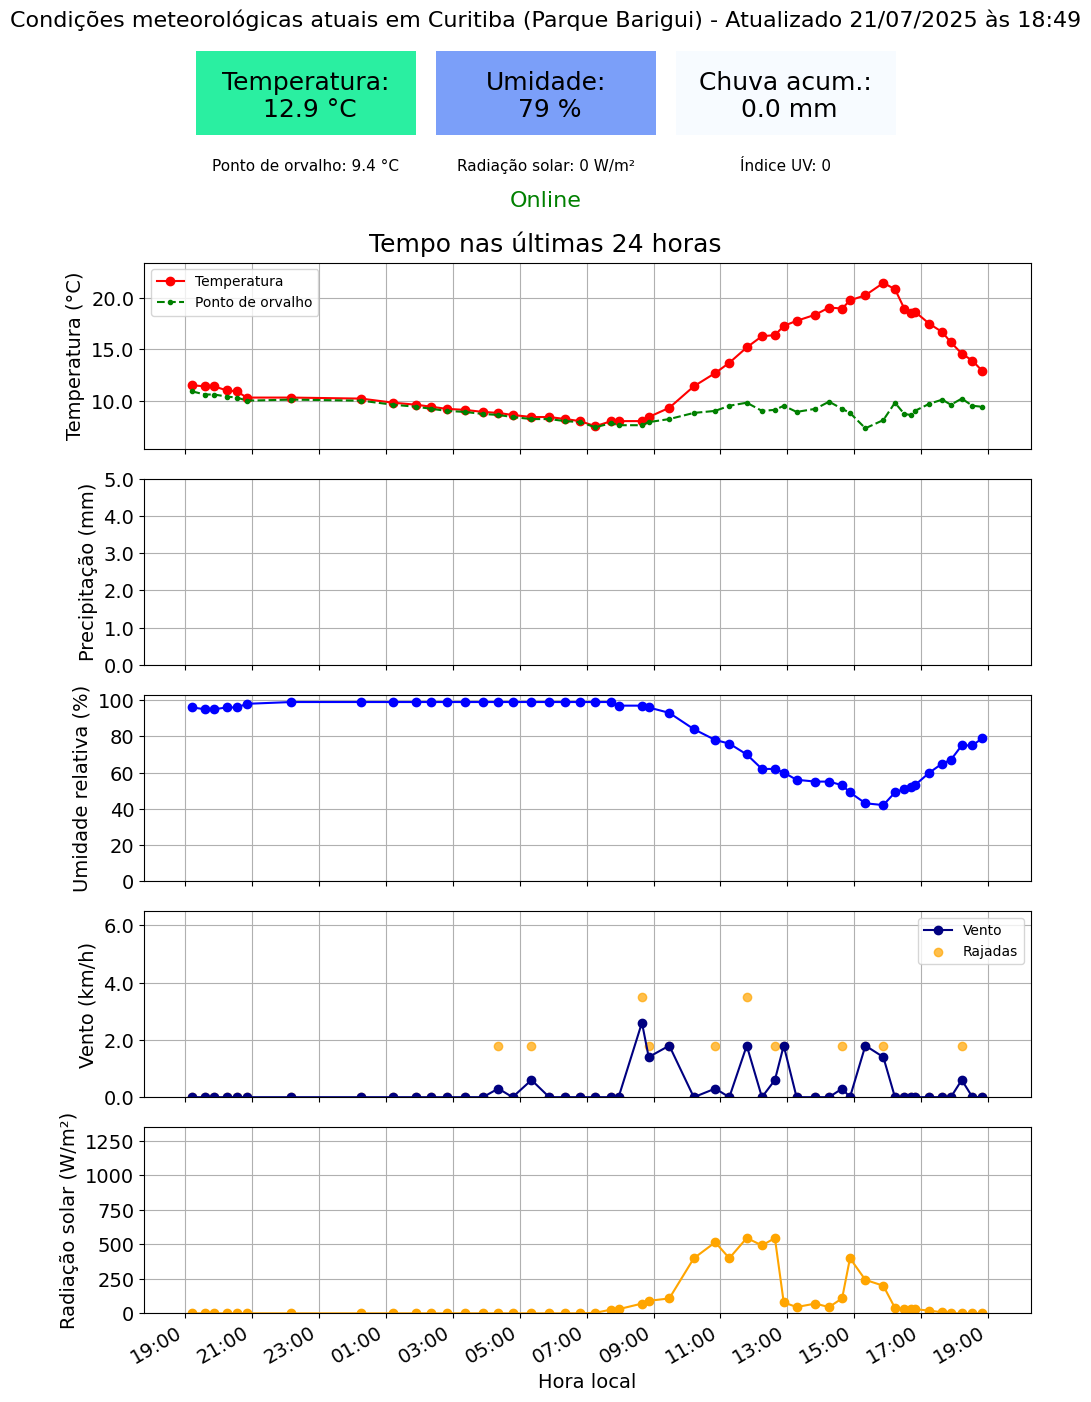 Condições meteorológicas atuais em Curitiba (Parque Barigui) - Atualizado 21/07/2025 às 18:49
Temperatura:
12.9 °C
Umidade:
79 %
Chuva acum.:
0.0 mm
Ponto de orvalho: 9.4 °C
Radiação solar: 0 W/m²
Índice UV: 0
Online
Tempo nas últimas 24 horas
Temperatura (°C)
20.0
15.0
10.0
Temperatura
Ponto de orvalho
Precipitação (mm)
5.0
4.0
3.0
2.0
1.0
0.0
Umidade relativa (%)
100
80
60
40
20
0
Vento (km/h)
6.0
4.0
2.0
0.0
Vento
Rajadas
Radiação solar (W/m²)
1250
1000
750
500
250
0
19:00
21:00
23:00
01:00
03:00
05:00
07:00
09:00
11:00
13:00
15:00
17:00
19:00
Hora local